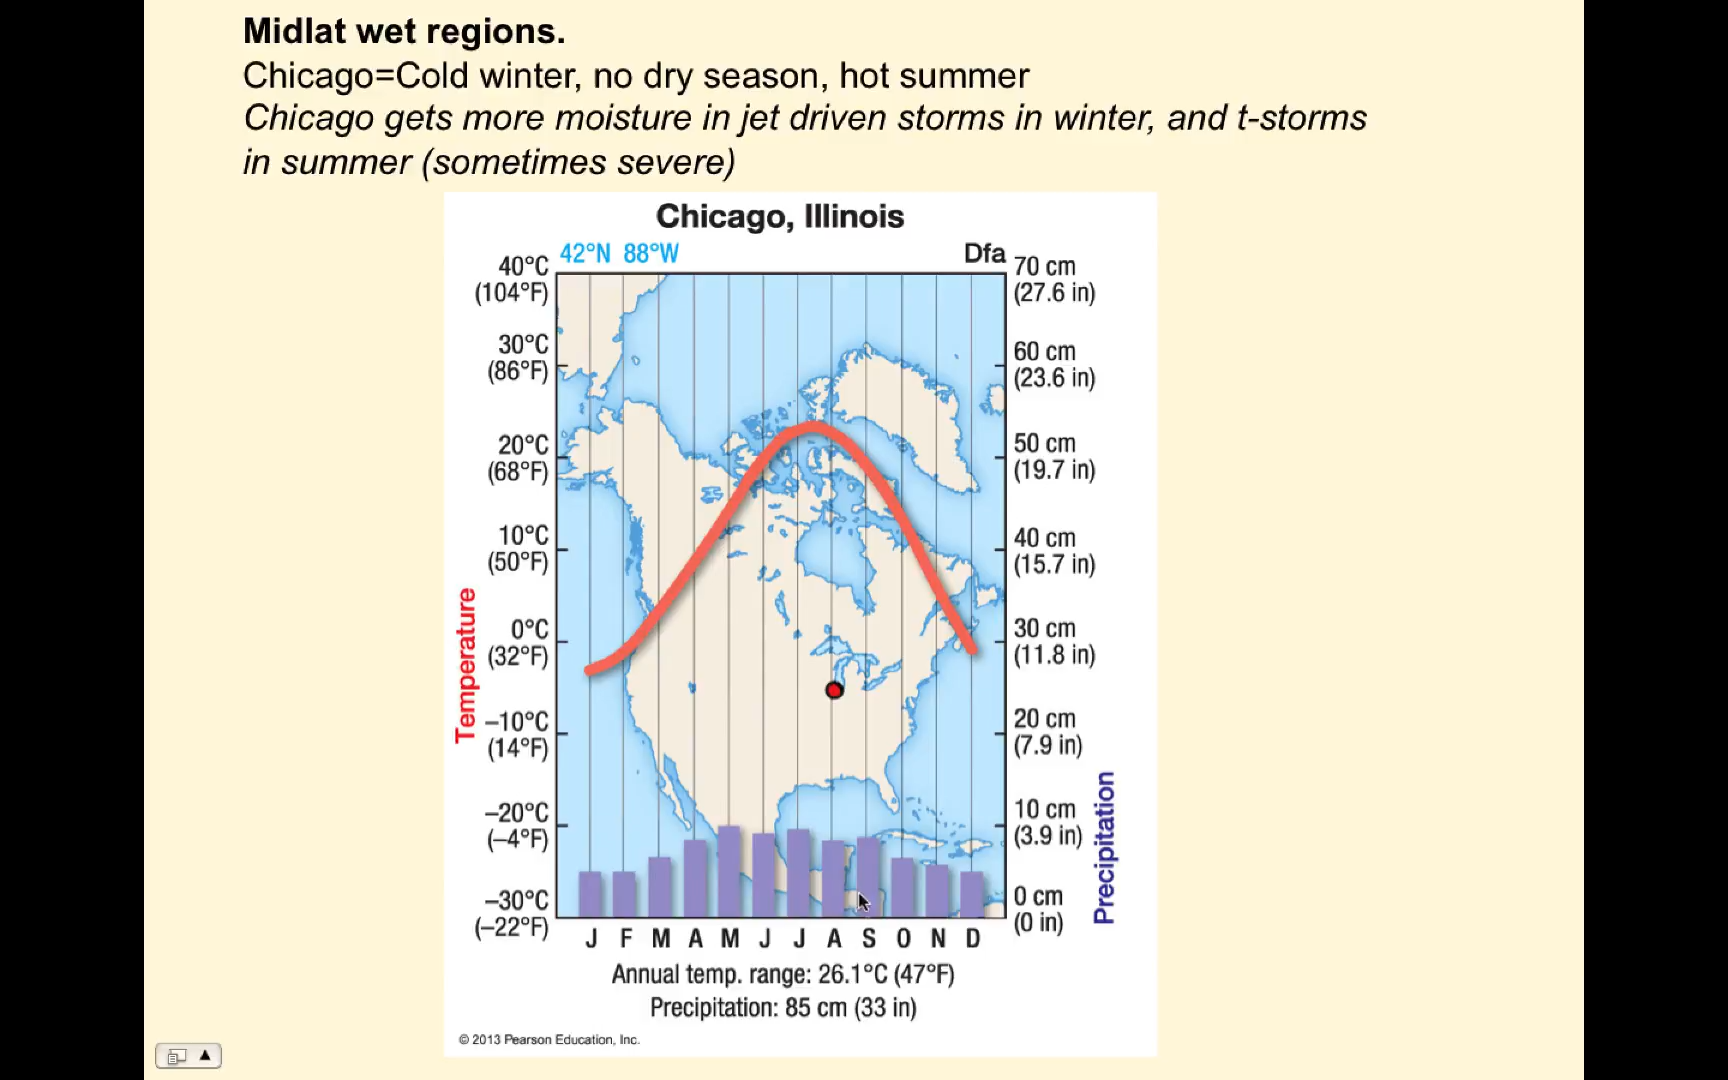 Midlat wet regions.
Chicago=Cold winter, no dry season, hot summer
Chicago gets more moisture in jet driven storms in winter, and t-storms
in summer (sometimes severe)
Chicago, Illinois
42°N 88°W
Dfa
40°C
(104°F)
30°C
(86°F)
20°C
(68°F)
10°C
(50°F)
0°C
(32°F)
–10°C
(14°F)
–20°C
(–4°F)
–30°C
(–22°F)
Temperature
70 cm
(27.6 in)
60 cm
(23.6 in)
50 cm
(19.7 in)
40 cm
(15.7 in)
30 cm
(11.8 in)
20 cm
(7.9 in)
10 cm
(3.9 in)
0 cm
(0 in)
Precipitation
J F M A M J J A S O N D
Annual temp. range: 26.1°C (47°F)
Precipitation: 85 cm (33 in)
© 2013 Pearson Education, Inc.